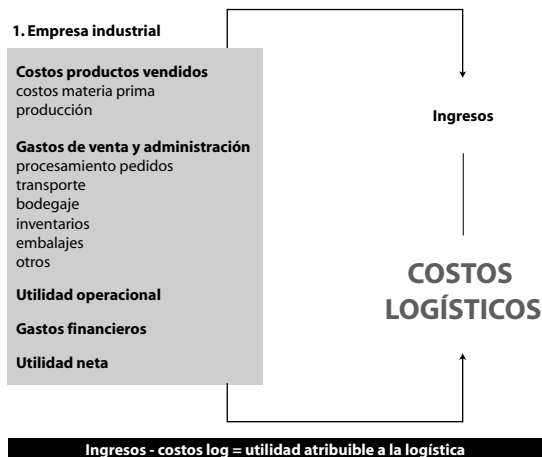 1. Empresa industrial
Costos productos vendidos
costos materia prima
producción
Gastos de venta y administración
procesamiento pedidos
transporte
bodegaje
inventarios
embalajes
otros
Utilidad operacional
Gastos financieros
Utilidad neta
Ingresos
COSTOS
LOGÍSTICOS
Ingresos - costos log = utilidad atribuible a la logística